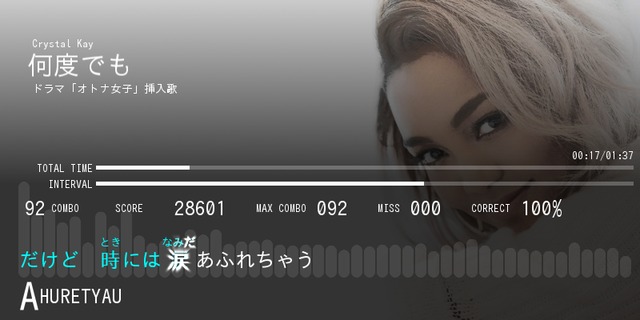 Crystal Kay
何度でも
ドラマ「オトナ女子」挿入歌
00:17/01:37
TOTAL TIME
INTERVAL
92 COMBO SCORE 28601 MAX COMBO 092 MISS 000 CORRECT 100%
とき なみだ
だけど 時には 涙 あふれちゃう
AHURETYAU